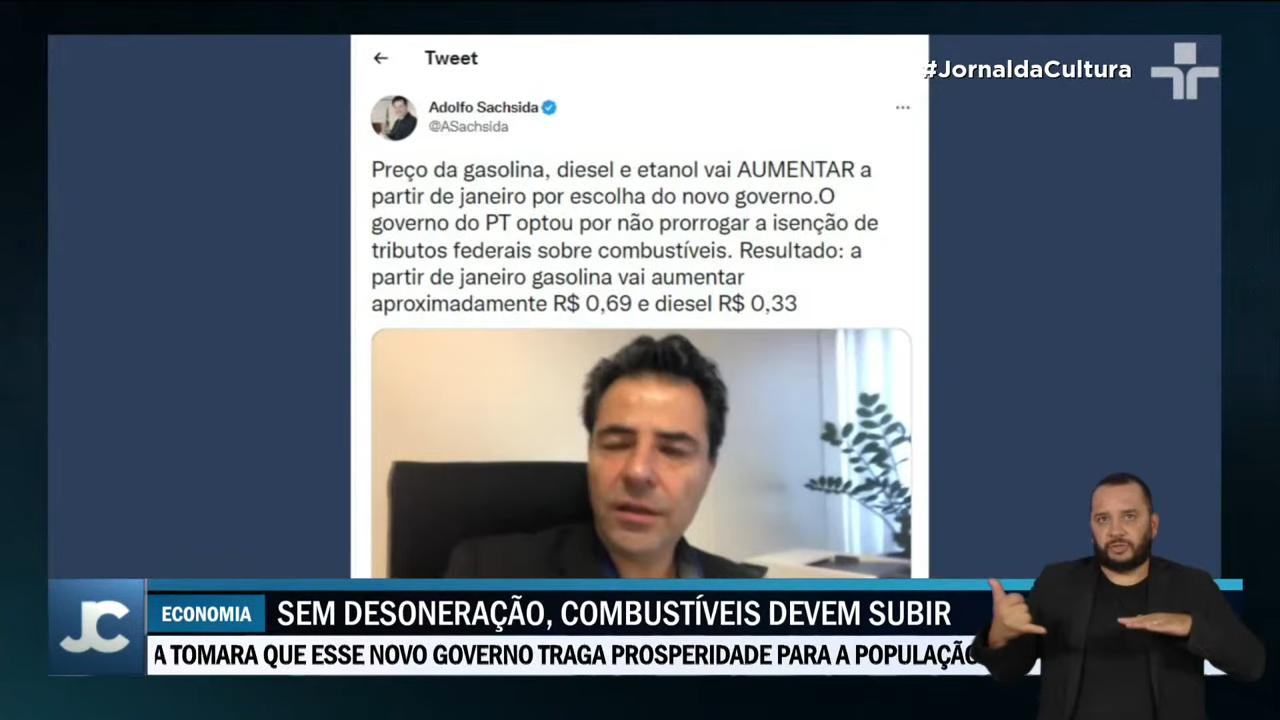 Tweet
#JornaldaCultura
Adolfo Sachsida
@ASachsida
Preço da gasolina, diesel e etanol vai AUMENTAR a
partir de janeiro por escolha do novo governo.O
governo do PT optou por não prorrogar a isenção de
tributos federais sobre combustíveis. Resultado: a
partir de janeiro gasolina vai aumentar
aproximadamente R$ 0,69 e diesel R$ 0,33
JC
ECONOMIA
SEM DESONERAÇÃO, COMBUSTÍVEIS DEVEM SUBIR
A TOMARA QUE ESSE NOVO GOVERNO TRAGA PROSPERIDADE PARA A POPULAÇÃO